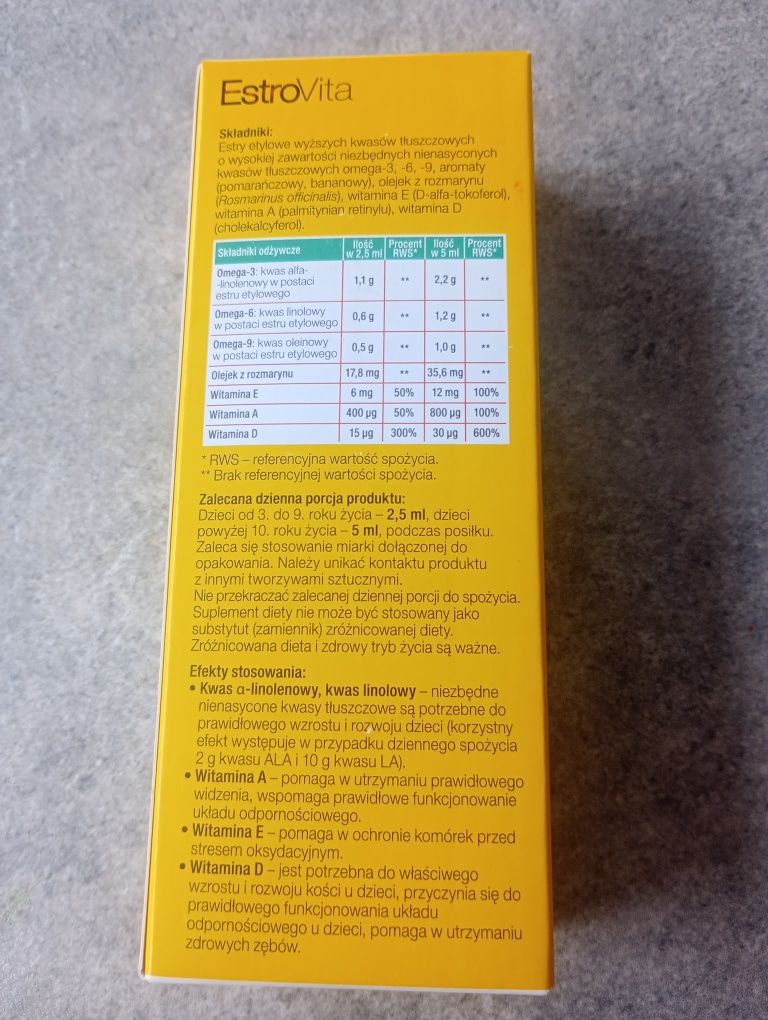 EstroVita
Składniki:
Estry etylowe wyższych kwasów tłuszczowych
o wysokiej zawartości niezbędnych nienasyconych
kwasów tłuszczowych omega-3, -6, -9, aromaty
(pomarańczowy, bananowy), olejek z rozmarynu
(Rosmarinus officinalis), witamina E (D-alfa-tokoferol),
witamina A (palmitynian retinylu), witamina D
(cholekalcyferol).
Składniki odżywcze Ilość w 2,5 ml Procent RWS* Ilość w 5 ml Procent RWS*
Omega-3: kwas alfa-
-linolenowy w postaci
estru etylowego 1,1 g ** 2,2 g **
Omega-6: kwas linolowy
w postaci estru etylowego 0,6 g ** 1,2 g **
Omega-9: kwas oleinowy
w postaci estru etylowego 0,5 g ** 1,0 g **
Olejek z rozmarynu 17,8 mg ** 35,6 mg **
Witamina E 6 mg 50% 12 mg 100%
Witamina A 400 µg 50% 800 µg 100%
Witamina D 15 µg 300% 30 µg 600%
* RWS – referencyjna wartość spożycia.
** Brak referencyjnej wartości spożycia.
Zalecana dzienna porcja produktu:
Dzieci od 3. do 9. roku życia – 2,5 ml, dzieci
powyżej 10. roku życia – 5 ml, podczas posiłku.
Zaleca się stosowanie miarki dołączonej do
opakowania. Należy unikać kontaktu produktu
z innymi tworzywami sztucznymi.
Nie przekraczać zalecanej dziennej porcji do spożycia.
Suplement diety nie może być stosowany jako
substytut (zamiennik) zróżnicowanej diety.
Zróżnicowana dieta i zdrowy tryb życia są ważne.
Efekty stosowania:
• Kwas α-linolenowy, kwas linolowy – niezbędne
nienasycone kwasy tłuszczowe są potrzebne do
prawidłowego wzrostu i rozwoju dzieci (korzystny
efekt występuje w przypadku dziennego spożycia
2 g kwasu ALA i 10 g kwasu LA).
• Witamina A – pomaga w utrzymaniu prawidłowego
widzenia, wspomaga prawidłowe funkcjonowanie
układu odpornościowego.
• Witamina E – pomaga w ochronie komórek przed
stresem oksydacyjnym.
• Witamina D – jest potrzebna do właściwego
wzrostu i rozwoju kości u dzieci, przyczynia się do
prawidłowego funkcjonowania układu
odpornościowego u dzieci, pomaga w utrzymaniu
zdrowych zębów.